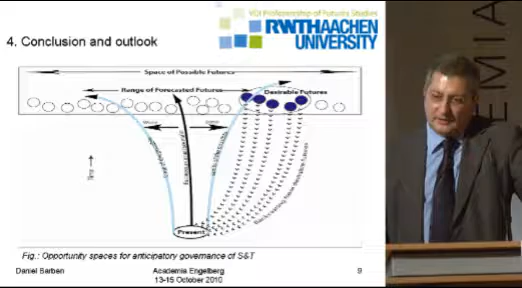 VDI Professorship of Futures Studies
RWTHAACHEN
UNIVERSITY
4. Conclusion and outlook
Space of Possible Futures
Range of Forecasted Futures
Desirable Futures
Time
Present
Fig.: Opportunity spaces for anticipatory governance of S&T
Daniel Barben
Academia Engelberg
13-15 October 2010
9
EMIA